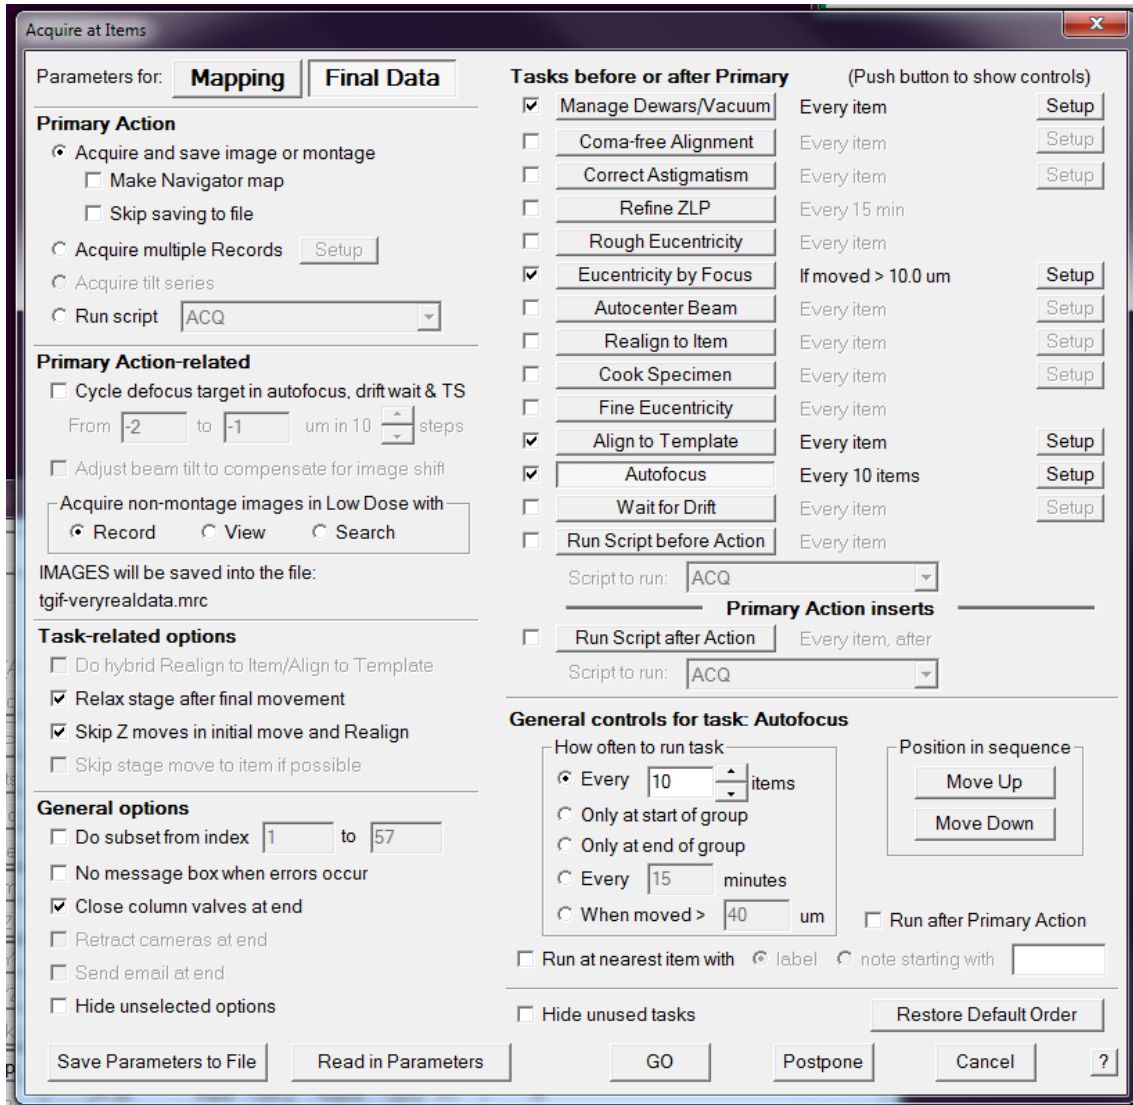 Acquire at Items
Parameters for: Mapping Final Data
Primary Action
Acquire and save image or montage
Make Navigator map
Skip saving to file
Acquire multiple Records Setup
Acquire tilt series
Run script ACQ
Primary Action-related
Cycle defocus target in autofocus, drift wait & TS
From -2 to -1 um in 10 steps
Adjust beam tilt to compensate for image shift
Acquire non-montage images in Low Dose with
Record View Search
IMAGES will be saved into the file:
tgif-veryrealdata.mrc
Task-related options
Do hybrid Realign to Item/Align to Template
Relax stage after final movement
Skip Z moves in initial move and Realign
Skip stage move to item if possible
General options
Do subset from index 1 to 57
No message box when errors occur
Close column valves at end
Retract cameras at end
Send email at end
Hide unselected options
Tasks before or after Primary (Push button to show controls)
Manage Dewars/Vacuum Every item Setup
Coma-free Alignment Every item Setup
Correct Astigmatism Every item Setup
Refine ZLP Every 15 min
Rough Eucentricity Every item
Eucentricity by Focus If moved > 10.0 um Setup
Autocenter Beam Every item Setup
Realign to Item Every item Setup
Cook Specimen Every item Setup
Fine Eucentricity Every item
Align to Template Every item Setup
Autofocus Every 10 items Setup
Wait for Drift Every item Setup
Run Script before Action Every item
Script to run: ACQ
Primary Action inserts
Run Script after Action Every item, after
Script to run: ACQ
General controls for task: Autofocus
How often to run task
Every 10 items
Only at start of group
Only at end of group
Every 15 minutes
When moved > 40 um
Position in sequence
Move Up
Move Down
Run after Primary Action
Run at nearest item with label note starting with
Hide unused tasks Restore Default Order
Save Parameters to File Read in Parameters GO Postpone Cancel ?